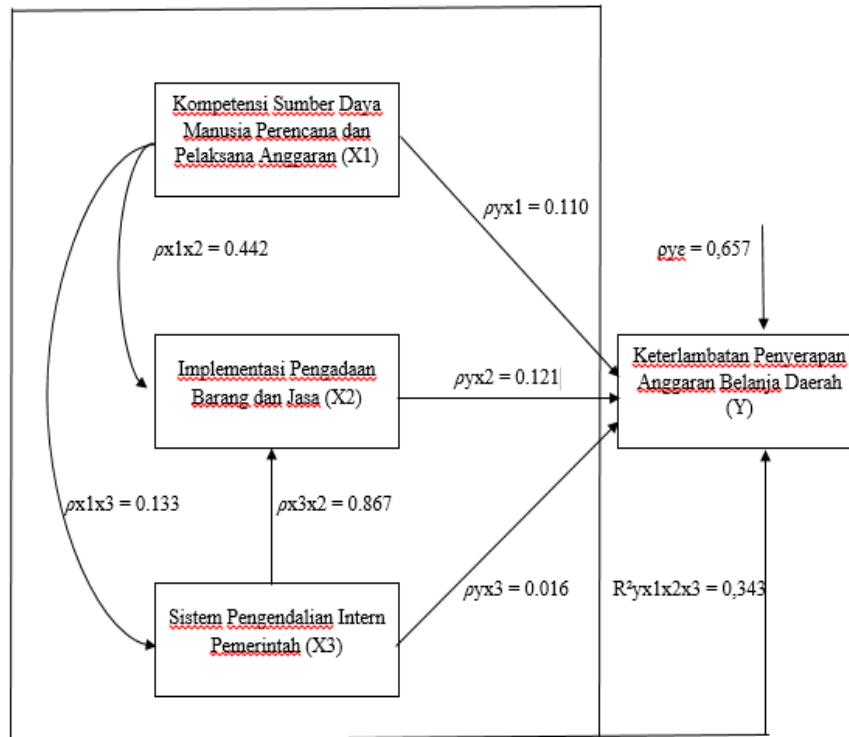 Kompetensi Sumber Daya
Manusia Perencana dan
Pelaksana Anggaran (X1)
ρyx1 = 0.110
ρx1x2 = 0.442
ρyε = 0,657
Implementasi Pengadaan
Barang dan Jasa (X2)
ρyx2 = 0.121
Keterlambatan Penyerapan
Anggaran Belanja Daerah
(Y)
ρx1x3 = 0.133
ρx3x2 = 0.867
Sistem Pengendalian Intern
Pemerintah (X3)
ρyx3 = 0.016
R²yx1x2x3 = 0,343